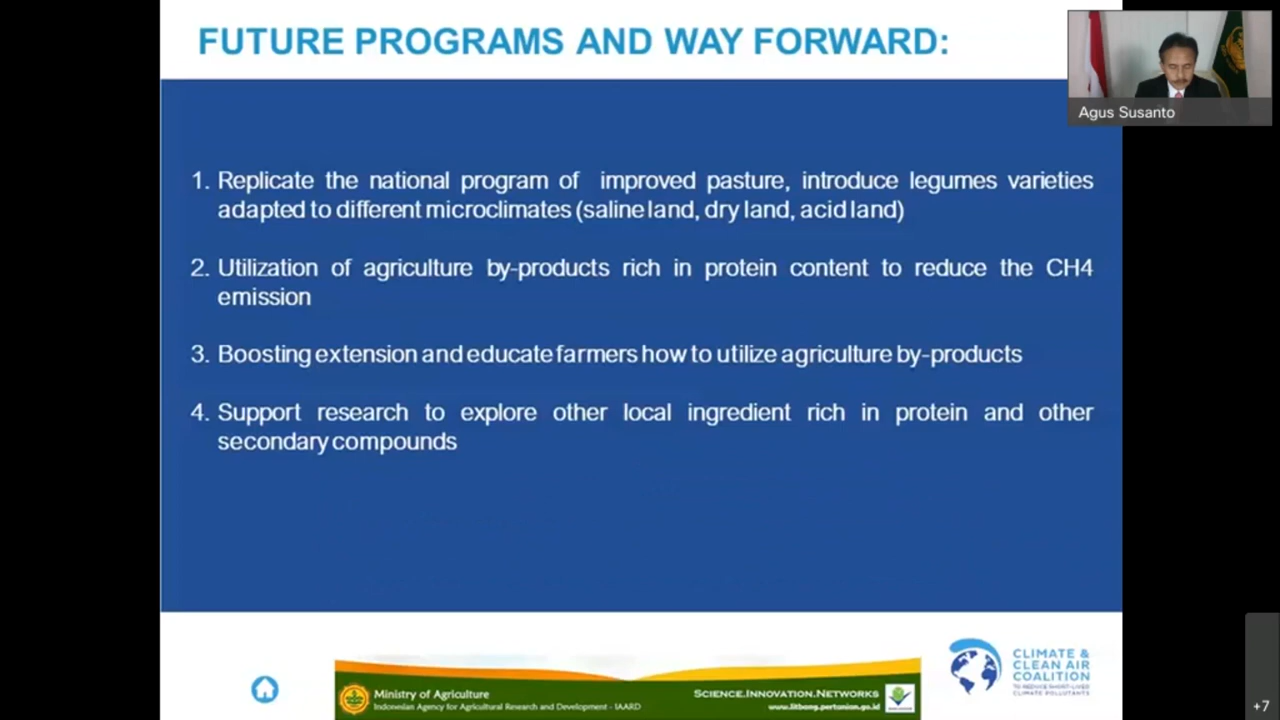 FUTURE PROGRAMS AND WAY FORWARD:
Agus Susanto
1. Replicate the national program of improved pasture, introduce legumes varieties
adapted to different microclimates (saline land, dry land, acid land)
2. Utilization of agriculture by-products rich in protein content to reduce the CH4
emission
3. Boosting extension and educate farmers how to utilize agriculture by-products
4. Support research to explore other local ingredient rich in protein and other
secondary compounds
Ministry of Agriculture
Indonesian Agency for Agricultural Research and Development - IAARD
SCIENCE.INNOVATION.NETWORKS
www.litbang.pertanian.go.id
CLIMATE &
CLEAN AIR
COALITION
TO REDUCE SHORT-LIVED
CLIMATE POLLUTANTS
+7